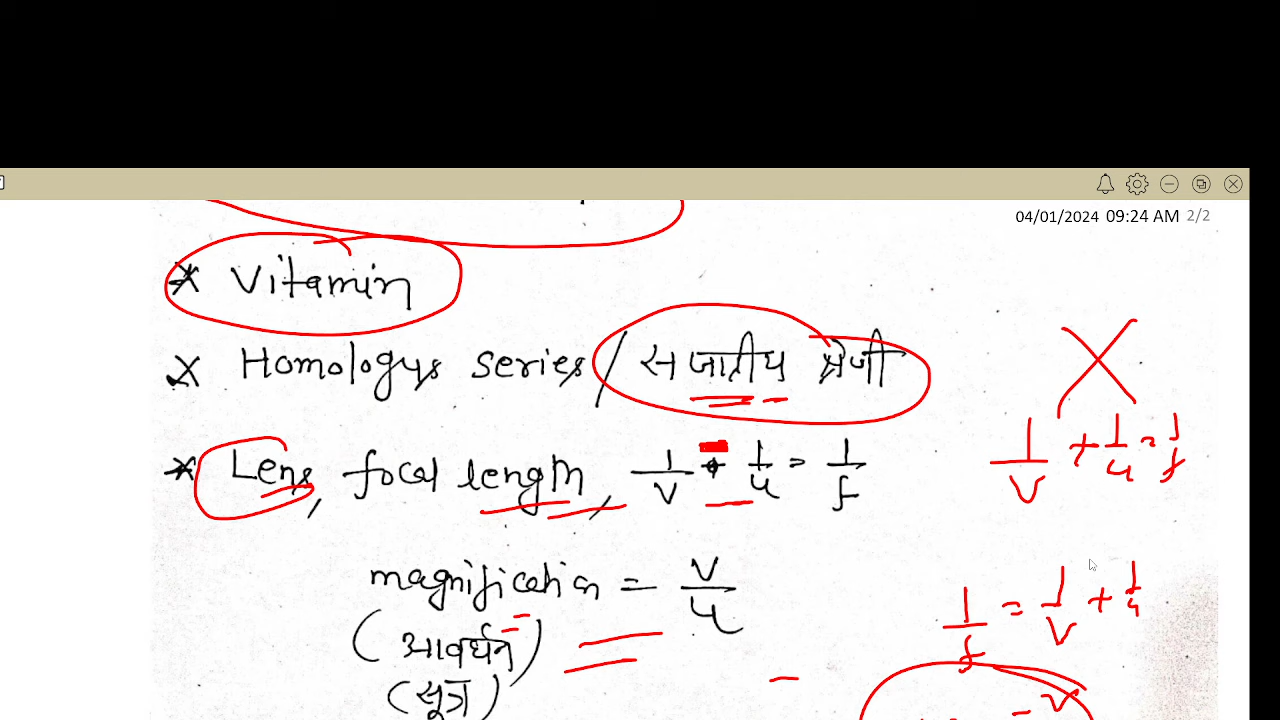 04/01/2024 09:24 AM 2/2
* Vitamin
* Homologus series / सजातीय श्रेणी
* Lens, focal length, 1/v - 1/u = 1/f
1/v + 1/u = 1/f
magnification = v/u
1/f = 1/v + 1/u
(आवर्धन)
(सूत्र)
- v